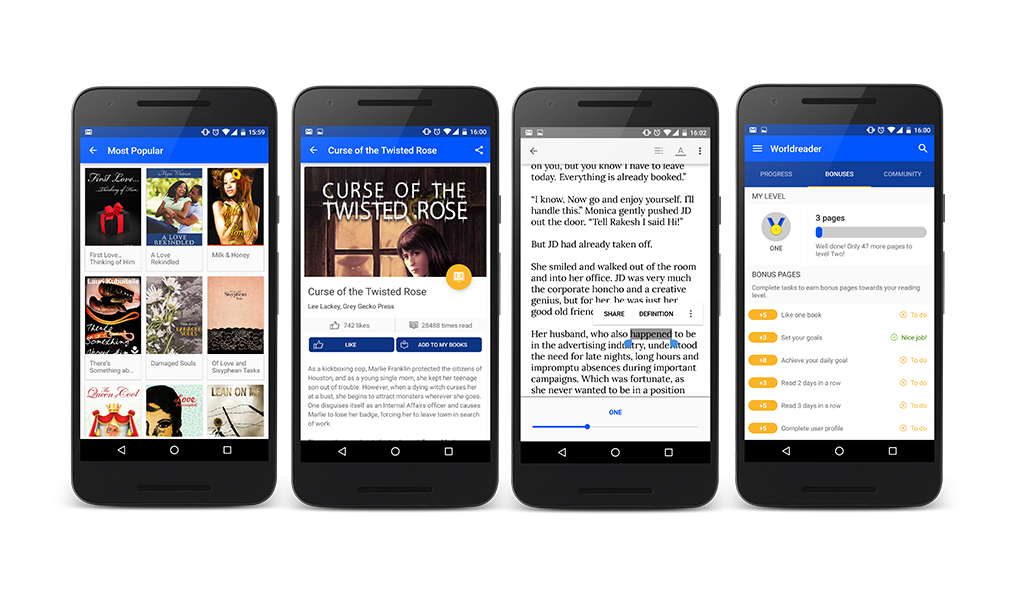 15:59
Most Popular
First Love...
Thinking of Him
A LOVE
REKINDLED
Milk
Honey
First Love..
Thinking of Him
A Love
Rekindled
Milk & Honey
Lauri Kubuitsile
There's
Something
About Him
Sisyphean
There's
Something ab...
Damaged Souls
Of Love and
Sisyphean Tasks
The
Queen of Cool
Love
LEAN ON ME
16:00
Curse of the Twisted Rose
CURSE OF THE
TWISTED ROSE
Curse of the Twisted Rose
Lee Lackey, Grey Gecko Press
742 likes
28488 times read
LIKE
ADD TO MY BOOKS
As a kickboxing cop, Marlie Franklin protected the citizens of
Houston, and as a young single mom, she kept her teenage
son out of trouble. However, when a dying witch curses her
at a bust, she begins to attract monsters wherever she goes.
One disguises itself as an Internal Affairs officer and causes
Marlie to lose her badge, forcing her to leave town in search
of work.
16:02
A
on you, but you know I have to leave
today. Everything is already booked."
"I know. Now go and enjoy yourself. I'll
handle this." Monica gently pushed JD
out the door. "Tell Rakesh I said Hi!"
But JD had already taken off.
She smiled and walked out of the room
and into her office. JD was very much
the corporate honcho and a creative
genius, but for her, he was just her
good old friend
SHARE
DEFINITION
Her husband, who also happened to be
in the advertising industry, understood
the need for late nights, long hours and
impromptu absences during important
campaigns. Which was fortunate, as
she never wanted to be in a position
ONE
16:00
Worldreader
PROGRESS
BONUSES
COMMUNITY
MY LEVEL
ONE
3 pages
Well done! Only 47 more pages to
level Two!
BONUS PAGES
Complete tasks to earn bonus pages towards your reading
level.
+5 Like one book To do
+3 Set your goals Nice job!
+8 Achieve your daily goal To do
+3 Read 2 days in a row To do
+5 Read 3 days in a row To do
+5 Complete user profile To do